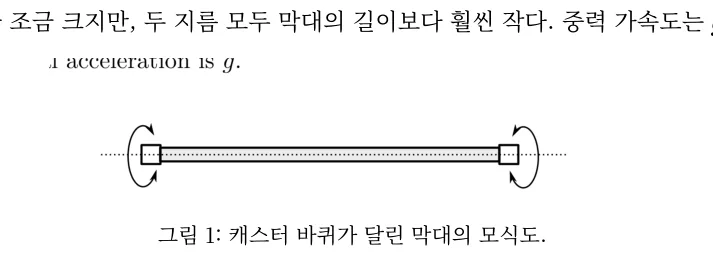 조금 크지만, 두 지름 모두 막대의 길이보다 훨씬 작다. 중력 가속도는
acceleration is g.
그림 1: 캐스터 바퀴가 달린 막대의 모식도.